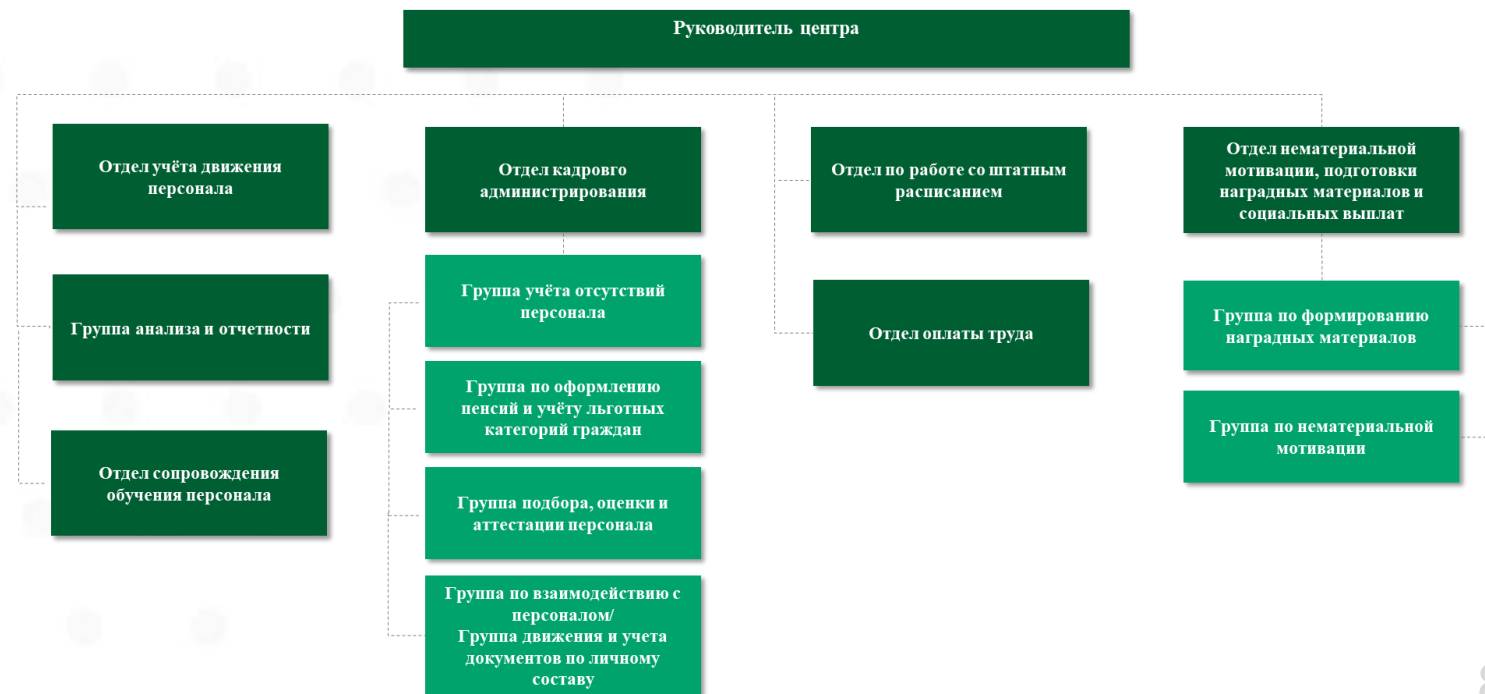 Руководитель центра
Отдел учёта движения
персонала
Группа анализа и отчетности
Отдел сопровождения
обучения персонала
Отдел кадровго
администрирования
Группа учёта отсутствий
персонала
Группа по оформлению
пенсий и учёту льготных
категорий граждан
Группа подбора, оценки и
аттестации персонала
Группа по взаимодействию с
персоналом/
Группа движения и учета
документов по личному
составу
Отдел по работе со штатным
расписанием
Отдел оплаты труда
Отдел нематериальной
мотивации, подготовки
наградных материалов и
социальных выплат
Группа по формированию
наградных материалов
Группа по нематериальной
мотивации